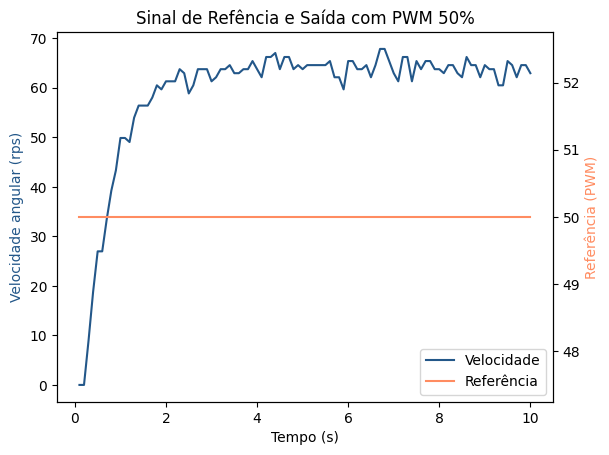 Sinal de Refência e Saída com PWM 50%
70
60
50
40
30
20
10
0
Velocidade angular (rps)
52
51
50
49
48
Referência (PWM)
Velocidade
Referência
0 2 4 6 8 10
Tempo (s)